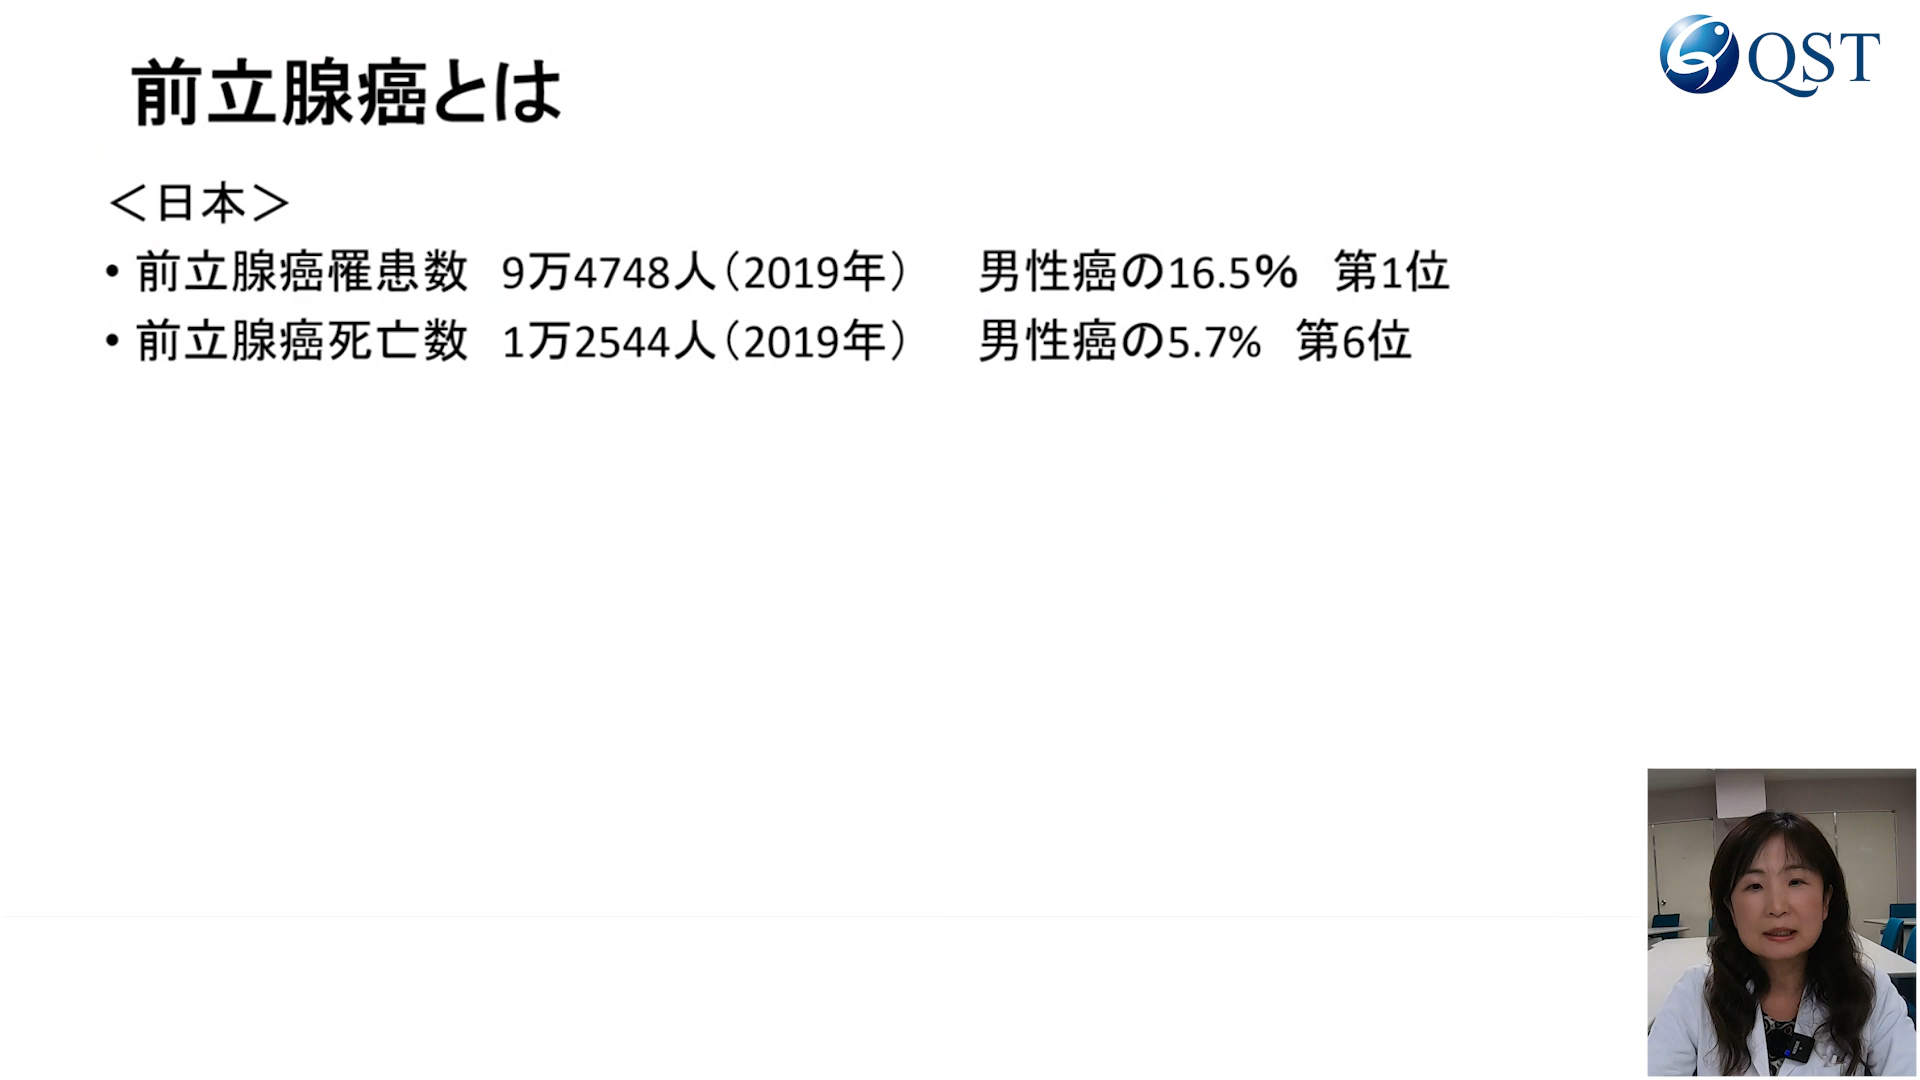 QST
前立腺癌とは
＜日本＞
• 前立腺癌罹患数　9万4748人（2019年）　男性癌の16.5%　第1位
• 前立腺癌死亡数　1万2544人（2019年）　男性癌の5.7%　第6位